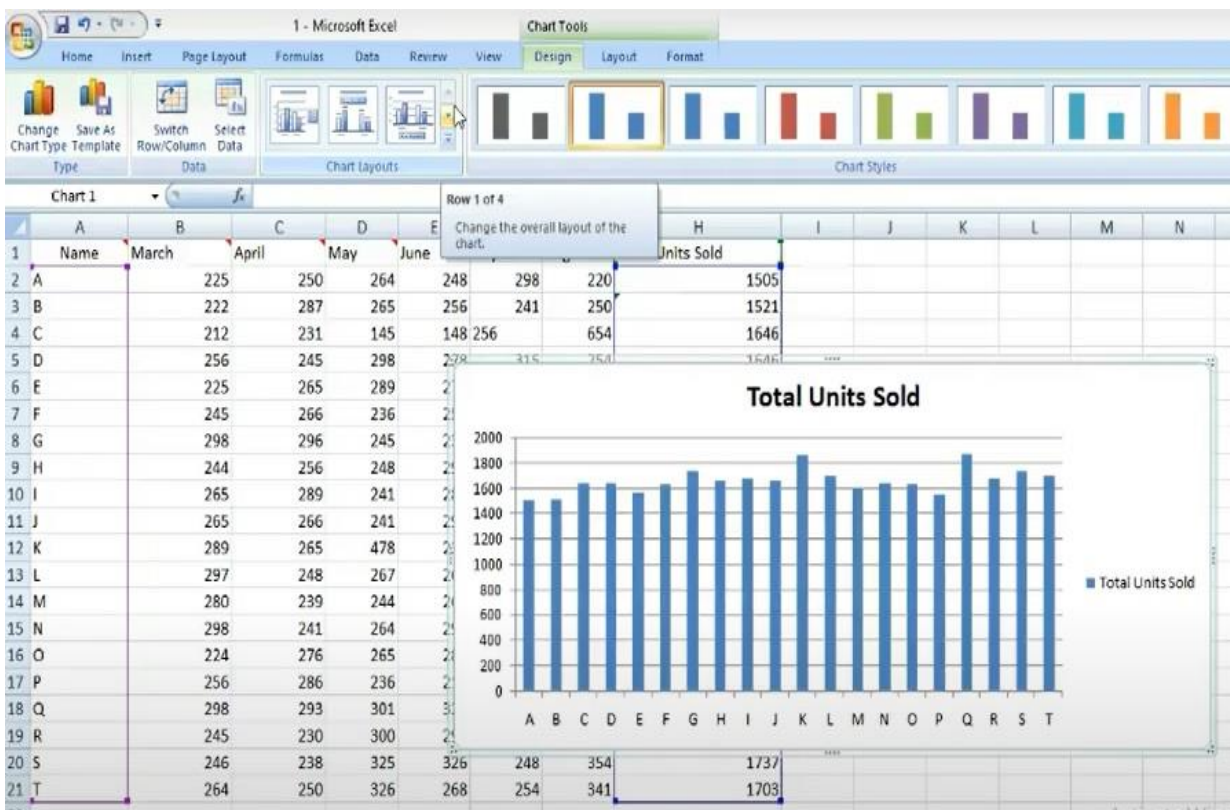 1 - Microsoft Excel
Chart Tools
Home Insert Page Layout Formulas Data Review View Design Layout Format
Change Chart Type
Save As Template
Switch Row/Column
Select Data
Type Data Chart Layouts Chart Styles
Chart 1 fx
Row 1 of 4
Change the overall layout of the
chart.
A B C D E H I J K L M N
1 Name March April May June Units Sold
2 A 225 250 264 248 298 220 1505
3 B 222 287 265 256 241 250 1521
4 C 212 231 145 148 256 654 1646
5 D 256 245 298 278 315 254 1646
6 E 225 265 289
7 F 245 266 236
8 G 298 296 245
9 H 244 256 248
10 I 265 289 241
11 J 265 266 241
12 K 289 265 478
13 L 297 248 267
14 M 280 239 244
15 N 298 241 264
16 O 224 276 265
17 P 256 286 236
18 Q 298 293 301
19 R 245 230 300
20 S 246 238 325 326 248 354 1737
21 T 264 250 326 268 254 341 1703
Total Units Sold
2000
1800
1600
1400
1200
1000
800
600
400
200
0
A B C D E F G H I J K L M N O P Q R S T
Total Units Sold